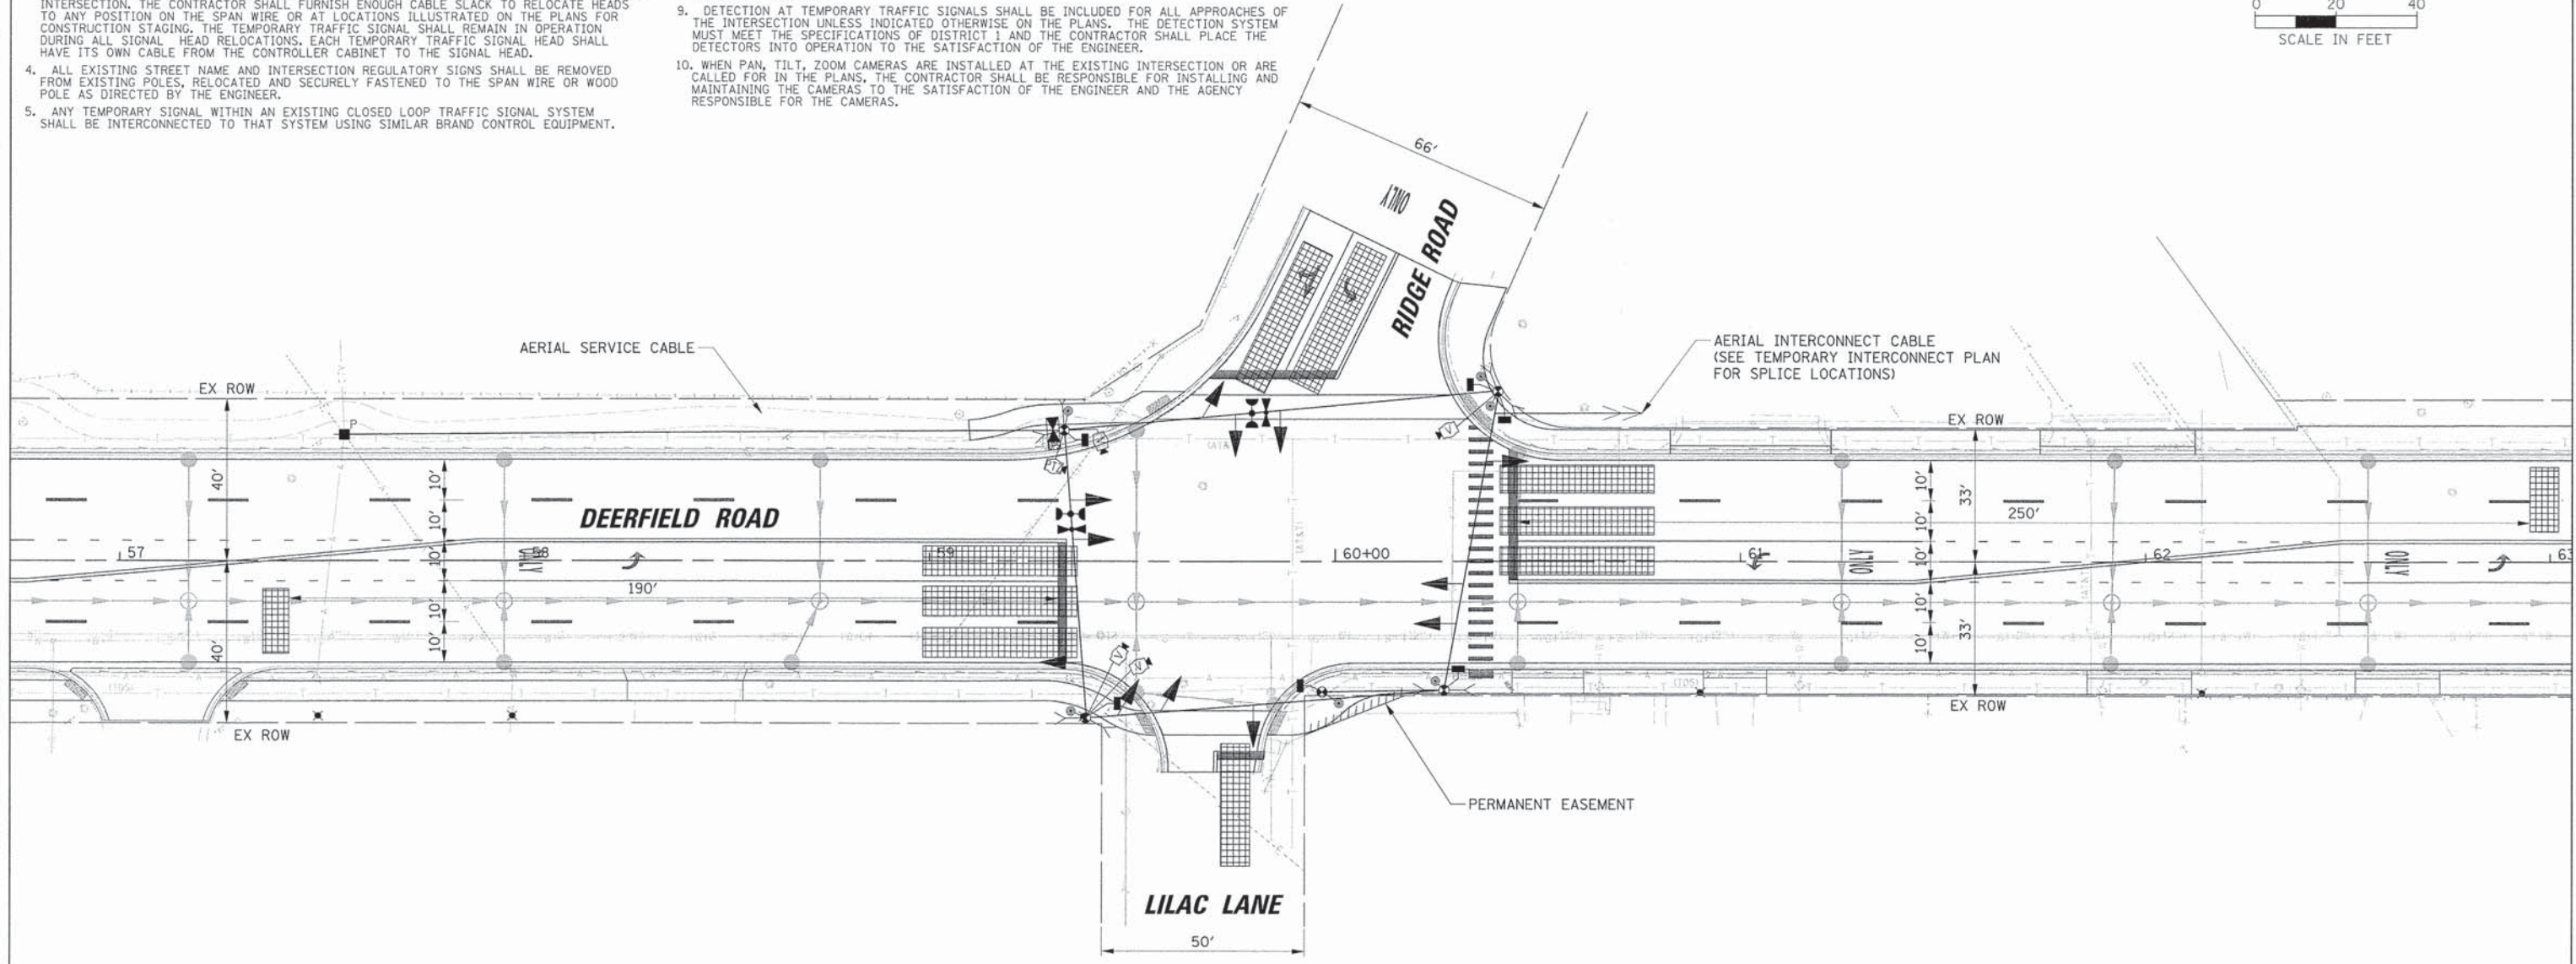 INTERSECTION. THE CONTRACTOR SHALL FURNISH ENOUGH CABLE SLACK TO RELOCATE HEADS
TO ANY POSITION ON THE SPAN WIRE OR AT LOCATIONS ILLUSTRATED ON THE PLANS FOR
CONSTRUCTION STAGING. THE TEMPORARY TRAFFIC SIGNAL SHALL REMAIN IN OPERATION
DURING ALL SIGNAL HEAD RELOCATIONS. EACH TEMPORARY TRAFFIC SIGNAL HEAD SHALL
HAVE ITS OWN CABLE FROM THE CONTROLLER CABINET TO THE SIGNAL HEAD.
4. ALL EXISTING STREET NAME AND INTERSECTION REGULATORY SIGNS SHALL BE REMOVED
FROM EXISTING POLES, RELOCATED AND SECURELY FASTENED TO THE SPAN WIRE OR WOOD
POLE AS DIRECTED BY THE ENGINEER.
5. ANY TEMPORARY SIGNAL WITHIN AN EXISTING CLOSED LOOP TRAFFIC SIGNAL SYSTEM
SHALL BE INTERCONNECTED TO THAT SYSTEM USING SIMILAR BRAND CONTROL EQUIPMENT.
9. DETECTION AT TEMPORARY TRAFFIC SIGNALS SHALL BE INCLUDED FOR ALL APPROACHES OF
THE INTERSECTION UNLESS INDICATED OTHERWISE ON THE PLANS. THE DETECTION SYSTEM
MUST MEET THE SPECIFICATIONS OF DISTRICT 1 AND THE CONTRACTOR SHALL PLACE THE
DETECTORS INTO OPERATION TO THE SATISFACTION OF THE ENGINEER.
10. WHEN PAN, TILT, ZOOM CAMERAS ARE INSTALLED AT THE EXISTING INTERSECTION OR ARE
CALLED FOR IN THE PLANS, THE CONTRACTOR SHALL BE RESPONSIBLE FOR INSTALLING AND
MAINTAINING THE CAMERAS TO THE SATISFACTION OF THE ENGINEER AND THE AGENCY
RESPONSIBLE FOR THE CAMERAS.
0 20 40
SCALE IN FEET
66'
ONLY
RIDGE ROAD
AERIAL SERVICE CABLE
AERIAL INTERCONNECT CABLE
(SEE TEMPORARY INTERCONNECT PLAN
FOR SPLICE LOCATIONS)
EX ROW
EX ROW
P
V
40'
10'
10'
10'
10'
10'
40'
DEERFIELD ROAD
57
58
59
60+00
61
62
63
ONLY
ONLY
ONLY
190'
250'
10'
10'
10'
10'
10'
33'
33'
V
N
EX ROW
EX ROW
PERMANENT EASEMENT
LILAC LANE
50'